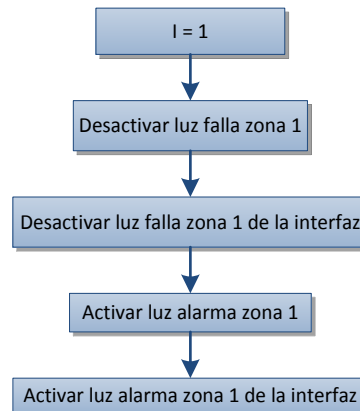 I = 1
Desactivar luz falla zona 1
Desactivar luz falla zona 1 de la interfaz
Activar luz alarma zona 1
Activar luz alarma zona 1 de la interfaz